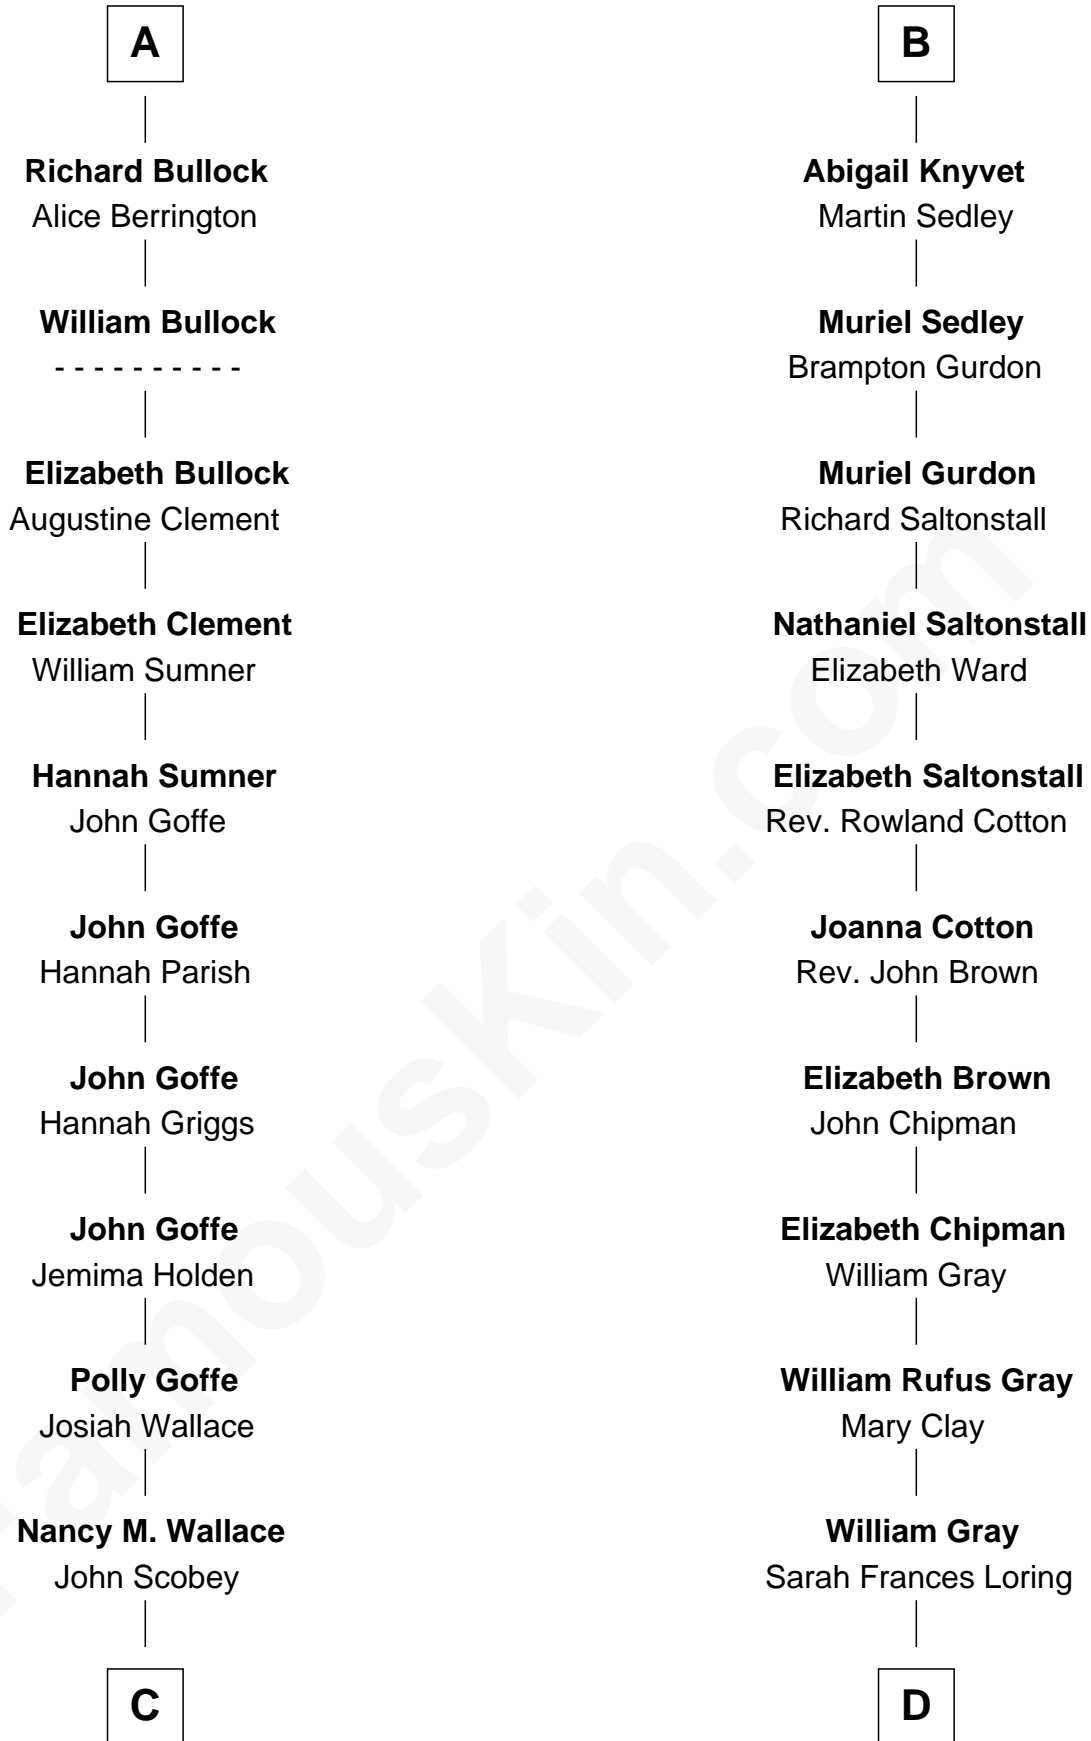 A
Richard Bullock
Alice Berrington
William Bullock
- - - - - - - - - -
Elizabeth Bullock
Augustine Clement
Elizabeth Clement
William Sumner
Hannah Sumner
John Goffe
John Goffe
Hannah Parish
John Goffe
Hannah Griggs
John Goffe
Jemima Holden
Polly Goffe
Josiah Wallace
Nancy M. Wallace
John Scobey
C
B
Abigail Knyvet
Martin Sedley
Muriel Sedley
Brampton Gurdon
Muriel Gurdon
Richard Saltonstall
Nathaniel Saltonstall
Elizabeth Ward
Elizabeth Saltonstall
Rev. Rowland Cotton
Joanna Cotton
Rev. John Brown
Elizabeth Brown
John Chipman
Elizabeth Chipman
William Gray
William Rufus Gray
Mary Clay
William Gray
Sarah Frances Loring
D
FamousKin.com